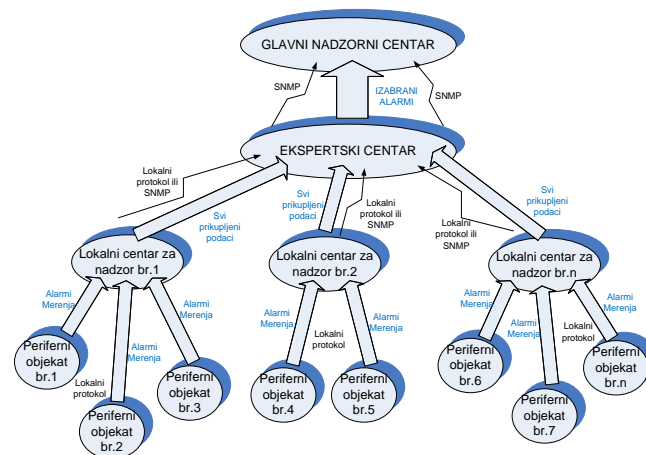 GLAVNI NADZORNI CENTAR
SNMP
IZABRANI
ALARMI
SNMP
EKSPERTSKI CENTAR
Lokalni
protokol ili
SNMP
Svi
prikupljeni
podaci
Svi
prikupljeni
podaci
Lokalni
protokol ili
SNMP
Lokalni
protokol ili
SNMP
Svi
prikupljeni
podaci
Lokalni centar za
nadzor br.1
Lokalni centar za
nadzor br.2
Lokalni centar za
nadzor br.n
Alarmi
Merenja
Alarmi
Merenja
Alarmi
Merenja
Lokalni
protokol
Alarmi
Merenja
Lokalni
protokol
Alarmi
Merenja
Alarmi
Merenja
Alarmi
Merenja
Lokalni
protokol
Alarmi
Merenja
Periferni
objekat
br.1
Periferni
objekat
br.2
Periferni
objekat
br.3
Periferni
objekat
br.4
Periferni
objekat
br.5
Periferni
objekat
br.6
Periferni
objekat
br.7
Periferni
objekat
br.n